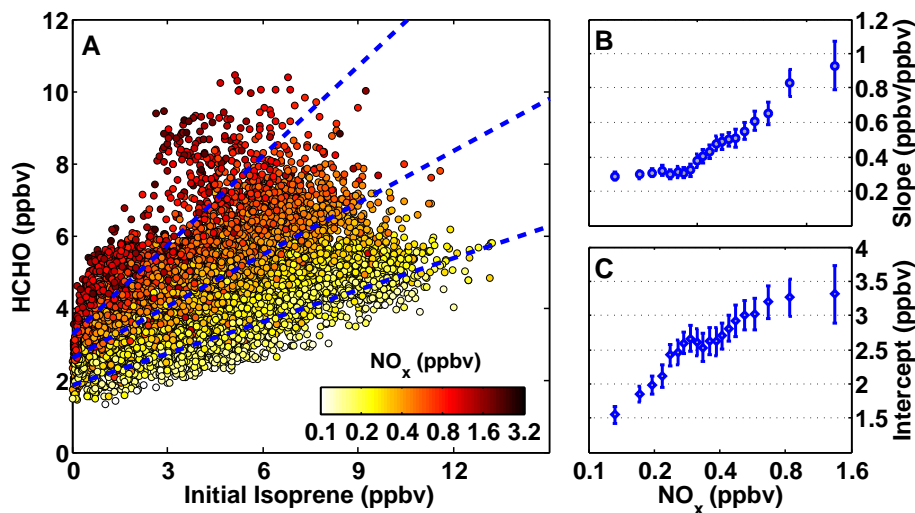 A
HCHO (ppbv)
12
10
8
6
4
2
0
0 3 6 9 12
Initial Isoprene (ppbv)
NOx (ppbv)
0.1 0.2 0.4 0.8 1.6 3.2
B
1.2
1
0.8
0.6
0.4
0.2
Slope (ppbv/ppbv)
C
4
3.5
3
2.5
2
1.5
Intercept (ppbv)
0.1 0.2 0.4 0.8 1.6
NOx (ppbv)